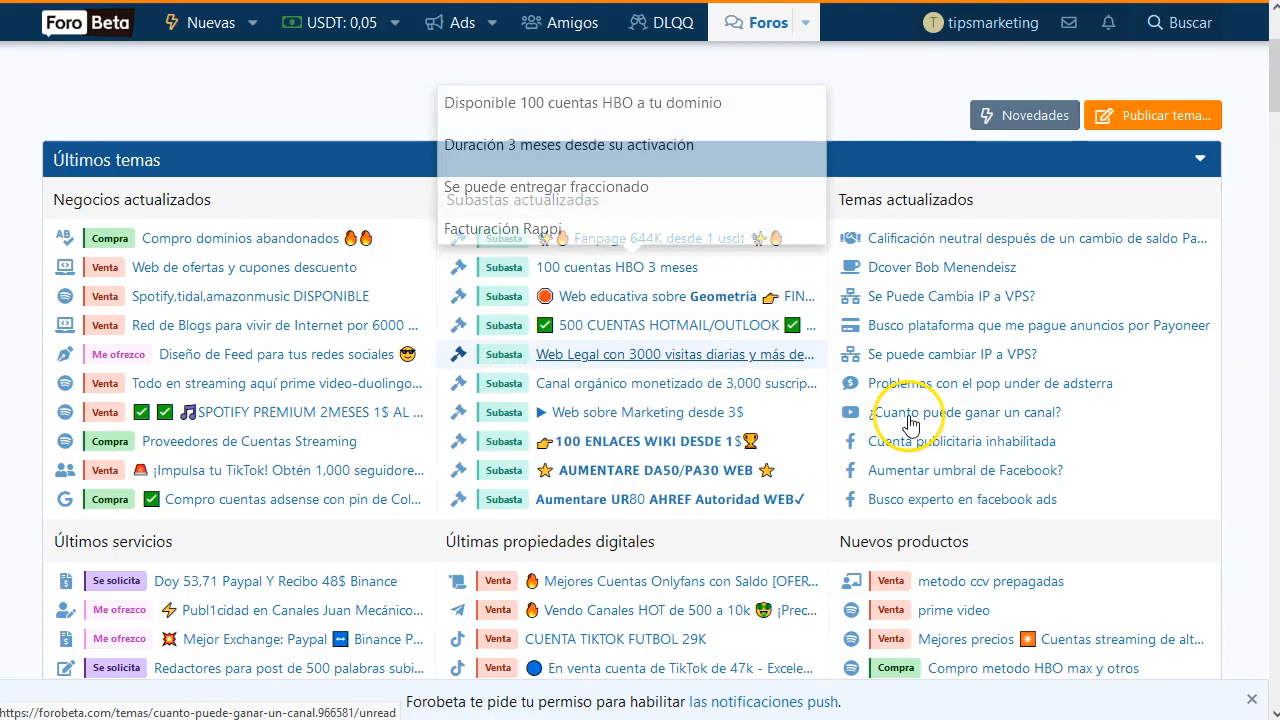 Foro Beta
Nuevas
USDT: 0,05
Ads
Amigos
DLQQ
Foros
T tipsmarketing
Buscar
Disponible 100 cuentas HBO a tu dominio
Duración 3 meses desde su activación
Se puede entregar fraccionado
Facturación Rappi
Novedades
Publicar tema...
Últimos temas
Negocios actualizados
Compra Compro dominios abandonados 🔥🔥
Venta Web de ofertas y cupones descuento
Venta Spotify,tidal,amazonmusic DISPONIBLE
Venta Red de Blogs para vivir de Internet por 6000 ...
Me ofrezco Diseño de Feed para tus redes sociales 😎
Venta Todo en streaming aquí prime video-duolingo...
Venta ✅ ✅ 🎵SPOTIFY PREMIUM 2MESES 1$ AL ...
Compra Proveedores de Cuentas Streaming
Venta 🚨 ¡Impulsa tu TikTok! Obtén 1,000 seguidore...
Compra ✅ Compro cuentas adsense con pin de Col...
Subastas actualizadas
Subasta ✨🔥 Fanpage 644K desde 1 usdt ✨🔥
Subasta 100 cuentas HBO 3 meses
Subasta 🛑 Web educativa sobre Geometría 👉 FIN...
Subasta ✅ 500 CUENTAS HOTMAIL/OUTLOOK ✅ ...
Subasta Web Legal con 3000 visitas diarias y más de...
Subasta Canal orgánico monetizado de 3,000 suscrip...
Subasta ▶ Web sobre Marketing desde 3$
Subasta 👉100 ENLACES WIKI DESDE 1$🏆
Subasta ⭐ AUMENTARE DA50/PA30 WEB ⭐
Subasta Aumentare UR80 AHREF Autoridad WEB✓
Temas actualizados
Calificación neutral después de un cambio de saldo Pa...
Dcover Bob Menendeisz
Se Puede Cambia IP a VPS?
Busco plataforma que me pague anuncios por Payoneer
Se puede cambiar IP a VPS?
Problemas con el pop under de adsterra
¿Cuanto puede ganar un canal?
Cuenta publicitaria inhabilitada
Aumentar umbral de Facebook?
Busco experto en facebook ads
Últimos servicios
Se solicita Doy 53,71 Paypal Y Recibo 48$ Binance
Me ofrezco ⚡ Publ1cidad en Canales Juan Mecánico...
Me ofrezco 💥 Mejor Exchange: Paypal ↔ Binance P...
Se solicita Redactores para post de 500 palabras subi...
Últimas propiedades digitales
Venta 🔥 Mejores Cuentas Onlyfans con Saldo [OFER...
Venta 🔥 Vendo Canales HOT de 500 a 10k 🤑 ¡Prec...
Venta CUENTA TIKTOK FUTBOL 29K
Venta 🔵 En venta cuenta de TikTok de 47k - Excele...
Nuevos productos
Venta metodo ccv prepagadas
Venta prime video
Venta Mejores precios 💥 Cuentas streaming de alt...
Compra Compro metodo HBO max y otros
Forobeta te pide tu permiso para habilitar las notificaciones push.
https://forobeta.com/temas/cuanto-puede-ganar-un-canal.966581/unread